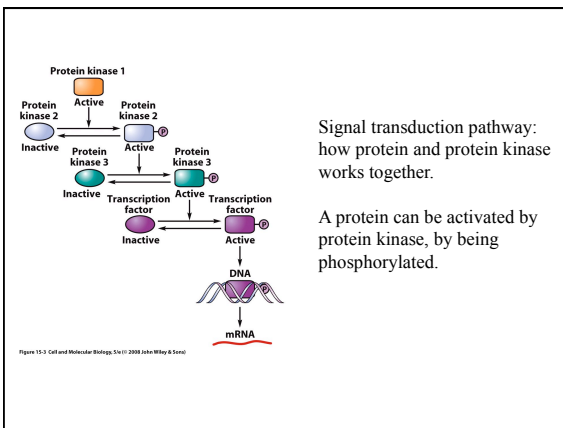 Protein kinase 1
Active
Protein
kinase 2
Protein
kinase 2
P
Inactive
Active
Protein
kinase 3
Protein
kinase 3
P
Inactive
Active
Transcription
factor
Transcription
factor
P
Inactive
Active
DNA
P
mRNA
Figure 15-3 Cell and Molecular Biology, 5/e (© 2008 John Wiley & Sons)
Signal transduction pathway:
how protein and protein kinase
works together.
A protein can be activated by
protein kinase, by being
phosphorylated.